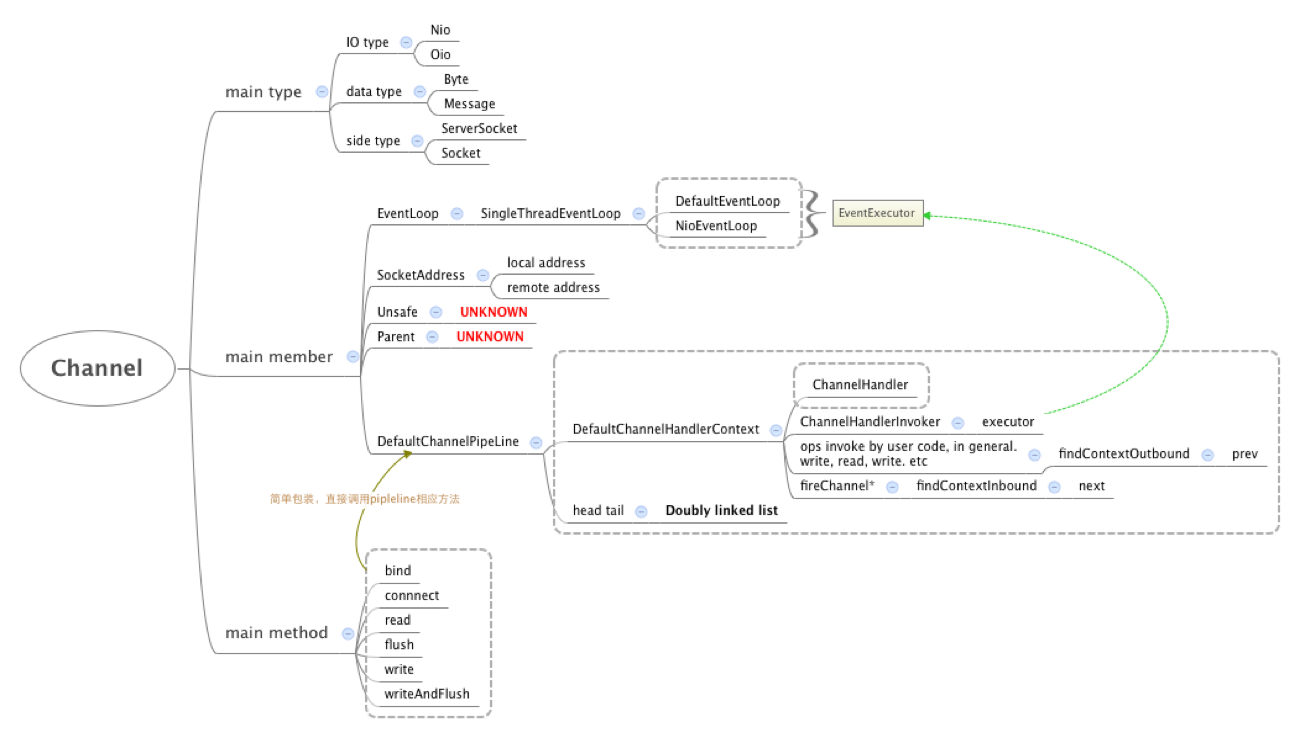 Channel
main type
IO type
Nio
Oio
data type
Byte
Message
side type
ServerSocket
Socket
main member
EventLoop
SingleThreadEventLoop
DefaultEventLoop
NioEventLoop
EventExecutor
SocketAddress
local address
remote address
Unsafe
UNKNOWN
Parent
UNKNOWN
DefaultChannelPipeLine
DefaultChannelHandlerContext
ChannelHandler
ChannelHandlerInvoker
executor
ops invoke by user code, in general.
write, read, write. etc
findContextOutbound
prev
fireChannel*
findContextInbound
next
head tail
Doubly linked list
简单包装，直接调用pipleline相应方法
main method
bind
connnect
read
flush
write
writeAndFlush